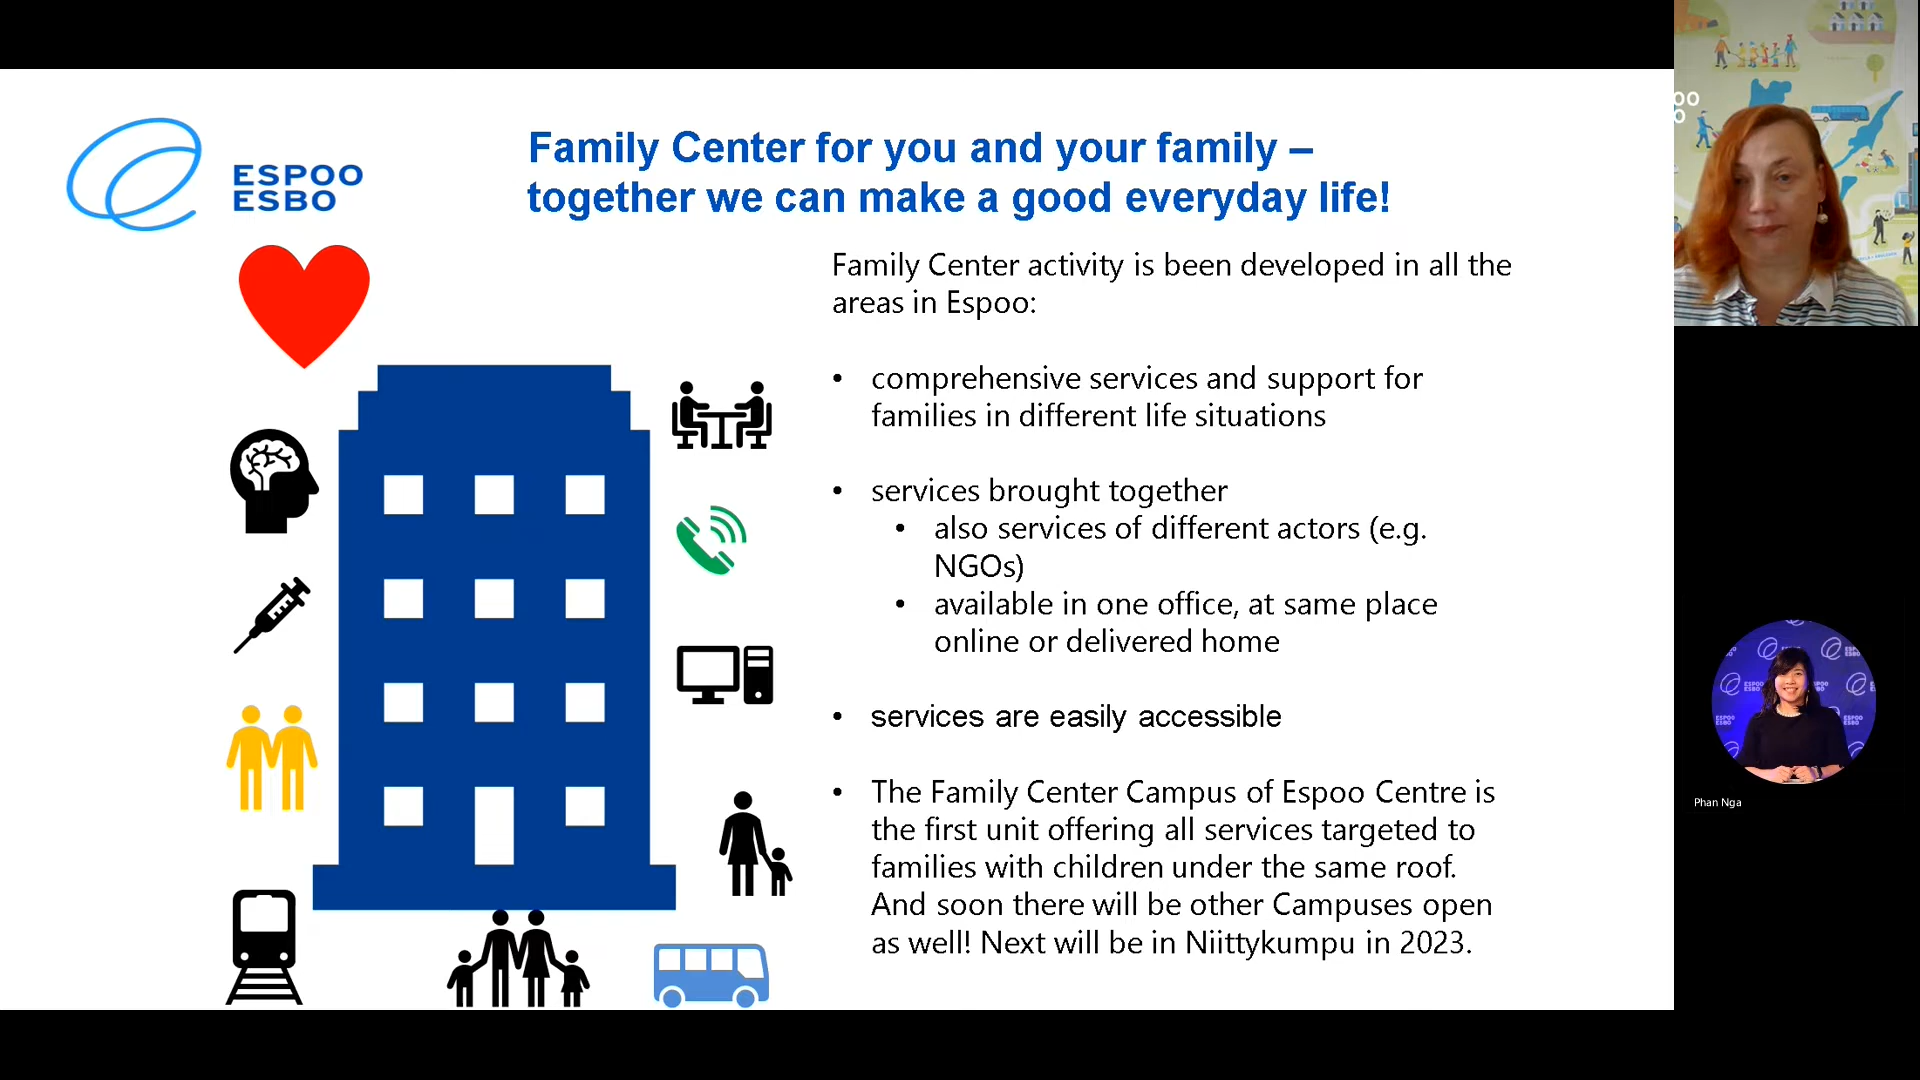 ESPOO
ESBO
Family Center for you and your family –
together we can make a good everyday life!
Family Center activity is been developed in all the
areas in Espoo:
• comprehensive services and support for
families in different life situations
• services brought together
• also services of different actors (e.g.
NGOs)
• available in one office, at same place
online or delivered home
• services are easily accessible
• The Family Center Campus of Espoo Centre is
the first unit offering all services targeted to
families with children under the same roof.
And soon there will be other Campuses open
as well! Next will be in Niittykumpu in 2023.
OO
O
ESPOO
ESBO
Phan Nga